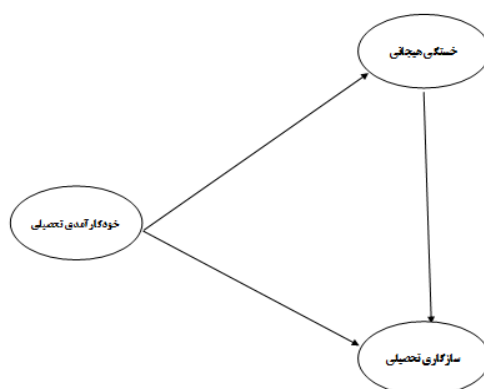 خستگی هیجانی
خودکارآمدی تحصیلی
سازگاری تحصیلی